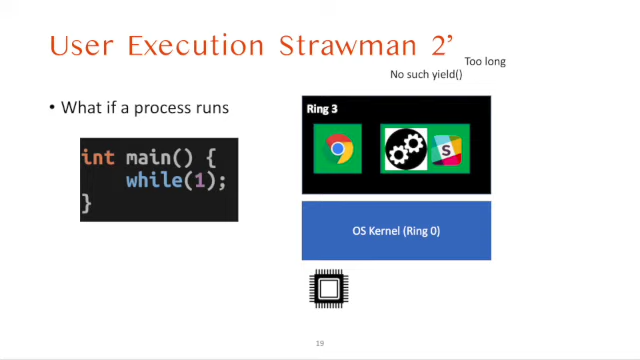 User Execution Strawman 2’
Too long
No such yield()
• What if a process runs
int main() {
while(1);
}
Ring 3
S
OS Kernel (Ring 0)
19